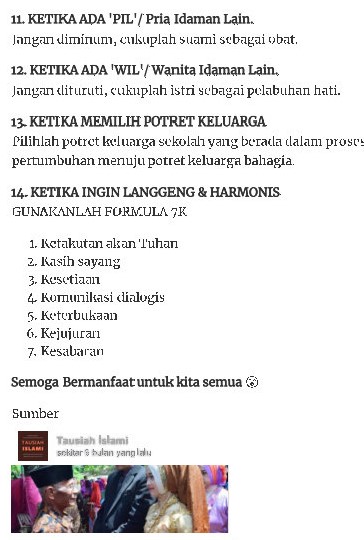 11. KETIKA ADA 'PIL'/ Pria Idaman Lain.
Jangan diminum, cukuplah suami sebagai obat.
12. KETIKA ADA 'WIL'/ Wanita Idaman Lain.
Jangan dituruti, cukuplah istri sebagai pelabuhan hati.
13. KETIKA MEMILIH POTRET KELUARGA
Pilihlah potret keluarga sekolah yang berada dalam proses
pertumbuhan menuju potret keluarga bahagia.
14. KETIKA INGIN LANGGENG & HARMONIS
GUNAKANLAH FORMULA 7K
1. Ketakutan akan Tuhan
2. Kasih sayang
3. Kesetiaan
4. Komunikasi dialogis
5. Keterbukaan
6. Kejujuran
7. Kesabaran
Semoga Bermanfaat untuk kita semua
Sumber
TAUSIAH
ISLAMI
Tausiah Islami
sekitar 8 bulan yang lalu